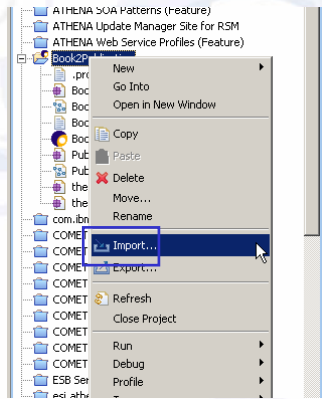 ATHENA SOA Patterns (Feature)
ATHENA Update Manager Site for RSM
ATHENA Web Service Profiles (Feature)
New
.pro
Go Into
Boo
Open in New Window
Boo
Boo
Copy
Boo
Paste
Pub
Pub
Delete
the
Move...
the
Rename
com.ibn
COMET
Import...
COMET
COMET
Export...
COMET
COMET
Refresh
COMET
Close Project
COMET
COMET
Run
COMET
Debug
ESB Ser
Profile